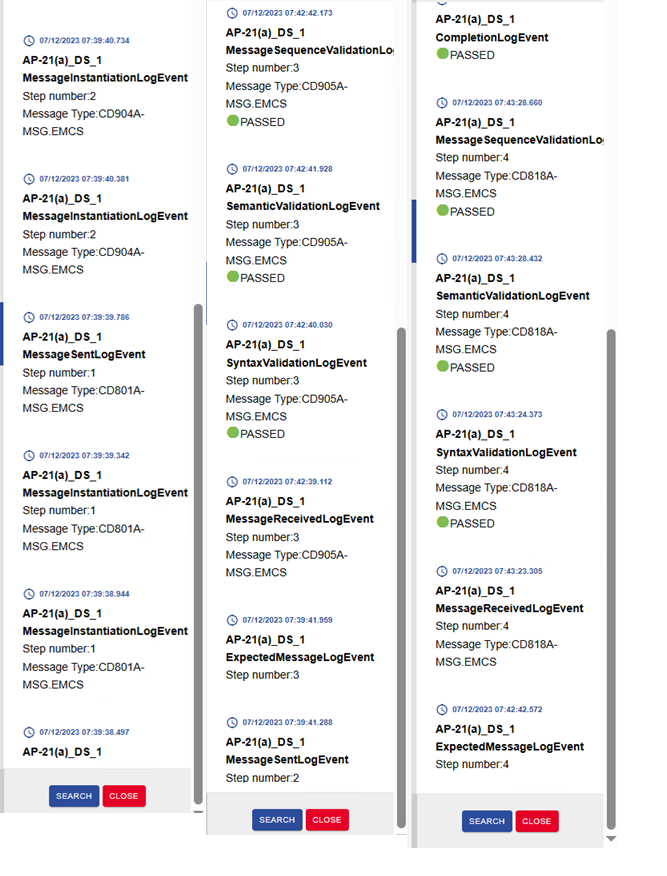 07/12/2023 07:39:40.734
AP-21(a)_DS_1
MessageInstantiationLogEvent
Step number:2
Message Type:CD904A-
MSG.EMCS
07/12/2023 07:39:40.381
AP-21(a)_DS_1
MessageInstantiationLogEvent
Step number:2
Message Type:CD904A-
MSG.EMCS
07/12/2023 07:39:39.786
AP-21(a)_DS_1
MessageSentLogEvent
Step number:1
Message Type:CD801A-
MSG.EMCS
07/12/2023 07:39:39.342
AP-21(a)_DS_1
MessageInstantiationLogEvent
Step number:1
Message Type:CD801A-
MSG.EMCS
07/12/2023 07:39:38.944
AP-21(a)_DS_1
MessageInstantiationLogEvent
Step number:1
Message Type:CD801A-
MSG.EMCS
07/12/2023 07:39:38.497
AP-21(a)_DS_1
SEARCH CLOSE
07/12/2023 07:42:42.173
AP-21(a)_DS_1
MessageSequenceValidationLo
Step number:3
Message Type:CD905A-
MSG.EMCS
PASSED
07/12/2023 07:42:41.928
AP-21(a)_DS_1
SemanticValidationLogEvent
Step number:3
Message Type:CD905A-
MSG.EMCS
PASSED
07/12/2023 07:42:40.030
AP-21(a)_DS_1
SyntaxValidationLogEvent
Step number:3
Message Type:CD905A-
MSG.EMCS
PASSED
07/12/2023 07:42:39.112
AP-21(a)_DS_1
MessageReceivedLogEvent
Step number:3
Message Type:CD905A-
MSG.EMCS
07/12/2023 07:39:41.959
AP-21(a)_DS_1
ExpectedMessageLogEvent
Step number:3
07/12/2023 07:39:41.288
AP-21(a)_DS_1
MessageSentLogEvent
Step number:2
SEARCH CLOSE
AP-21(a)_DS_1
CompletionLogEvent
PASSED
07/12/2023 07:43:28.660
AP-21(a)_DS_1
MessageSequenceValidationLo
Step number:4
Message Type:CD818A-
MSG.EMCS
PASSED
07/12/2023 07:43:28.432
AP-21(a)_DS_1
SemanticValidationLogEvent
Step number:4
Message Type:CD818A-
MSG.EMCS
PASSED
07/12/2023 07:43:24.373
AP-21(a)_DS_1
SyntaxValidationLogEvent
Step number:4
Message Type:CD818A-
MSG.EMCS
PASSED
07/12/2023 07:43:23.305
AP-21(a)_DS_1
MessageReceivedLogEvent
Step number:4
Message Type:CD818A-
MSG.EMCS
07/12/2023 07:42:42.572
AP-21(a)_DS_1
ExpectedMessageLogEvent
Step number:4
SEARCH CLOSE